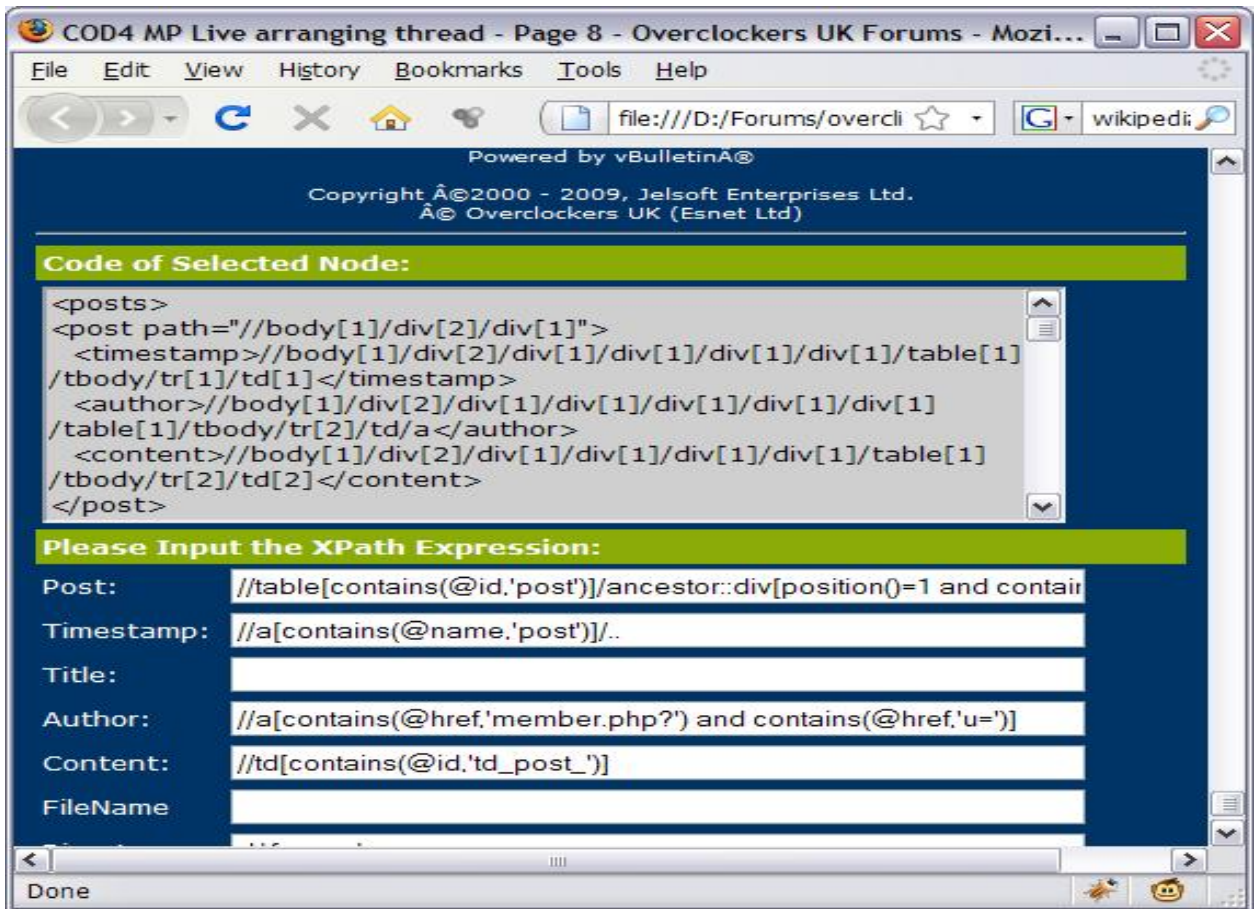 COD4 MP Live arranging thread - Page 8 - Overclockers UK Forums - Mozi...
File Edit View History Bookmarks Tools Help
file:///D:/Forums/overcli G wikipedi
Powered by vBulletinÂ®
Copyright Â©2000 - 2009, Jelsoft Enterprises Ltd.
Â© Overclockers UK (Esnet Ltd)
Code of Selected Node:
<posts>
<post path="//body[1]/div[2]/div[1]">
<timestamp>//body[1]/div[2]/div[1]/div[1]/div[1]/div[1]/table[1]
/tbody/tr[1]/td[1]</timestamp>
<author>//body[1]/div[2]/div[1]/div[1]/div[1]/div[1]/div[1]
/table[1]/tbody/tr[2]/td/a</author>
<content>//body[1]/div[2]/div[1]/div[1]/div[1]/div[1]/table[1]
/tbody/tr[2]/td[2]</content>
</post>
Please Input the XPath Expression:
Post: //table[contains(@id,'post')]/ancestor::div[position()=1 and contain
Timestamp: //a[contains(@name,'post')]/..
Title:
Author: //a[contains(@href,'member.php?') and contains(@href,'u=')]
Content: //td[contains(@id,'td_post_')]
FileName
Done